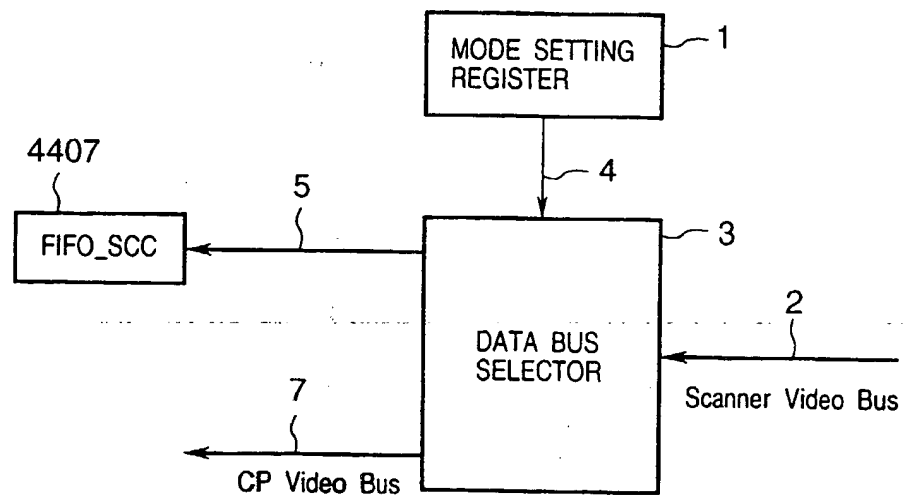 1
MODE SETTING
REGISTER
4407
4
5
FIFO_SCC
3
2
DATA BUS
SELECTOR
7
Scanner Video Bus
CP Video Bus